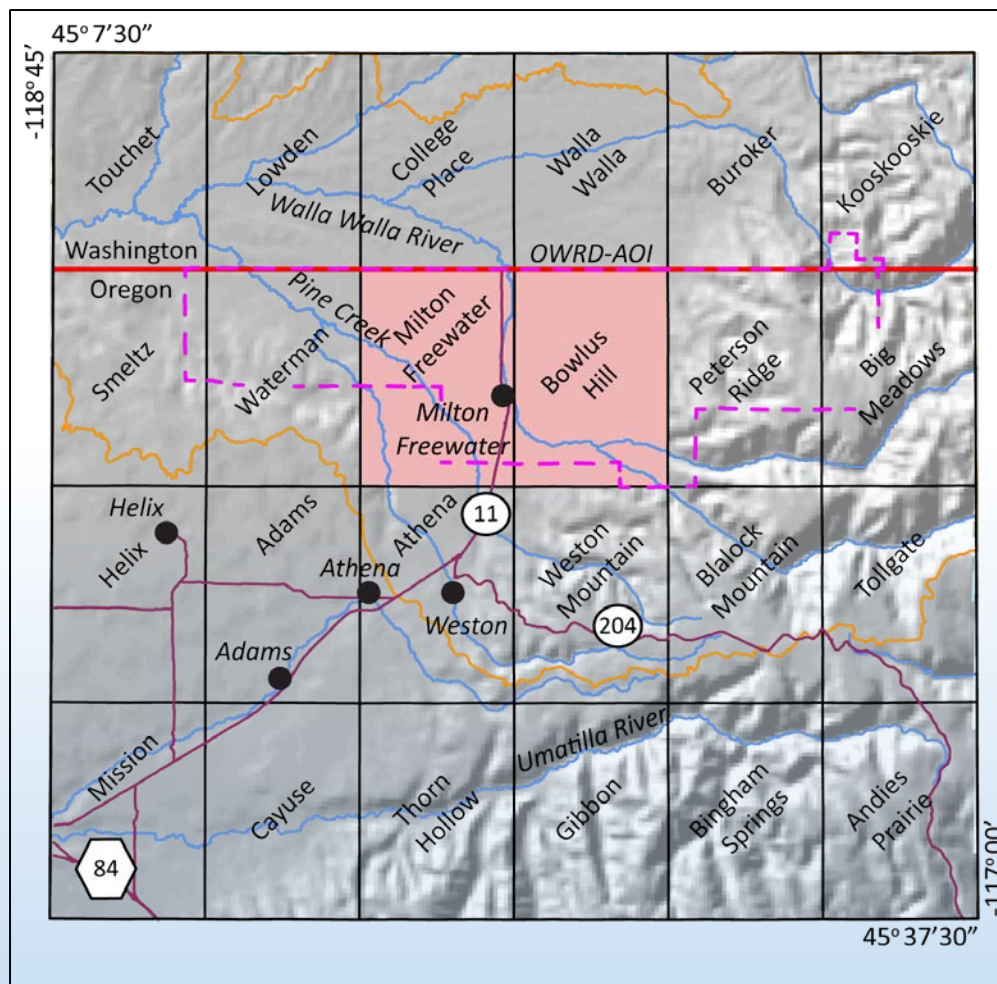 45° 7'30"
-118° 45'
Touchet
Lowden
College
Place
Walla
Walla
Buroker
Kooskooskie
Walla Walla River
Washington
OWRD-AOI
Oregon
Smeltz
Waterman
Pine Creek
Milton
Freewater
Bowlus
Hill
Peterson
Ridge
Big
Meadows
Milton
Freewater
Helix
Helix
Adams
Athena
11
Athena
Weston
Mountain
Blalock
Mountain
Tollgate
Weston
204
Adams
Mission
Cayuse
Thorn
Hollow
Umatilla River
Gibbon
Bingham
Springs
Andies
Prairie
84
-117° 00'
45° 37'30"